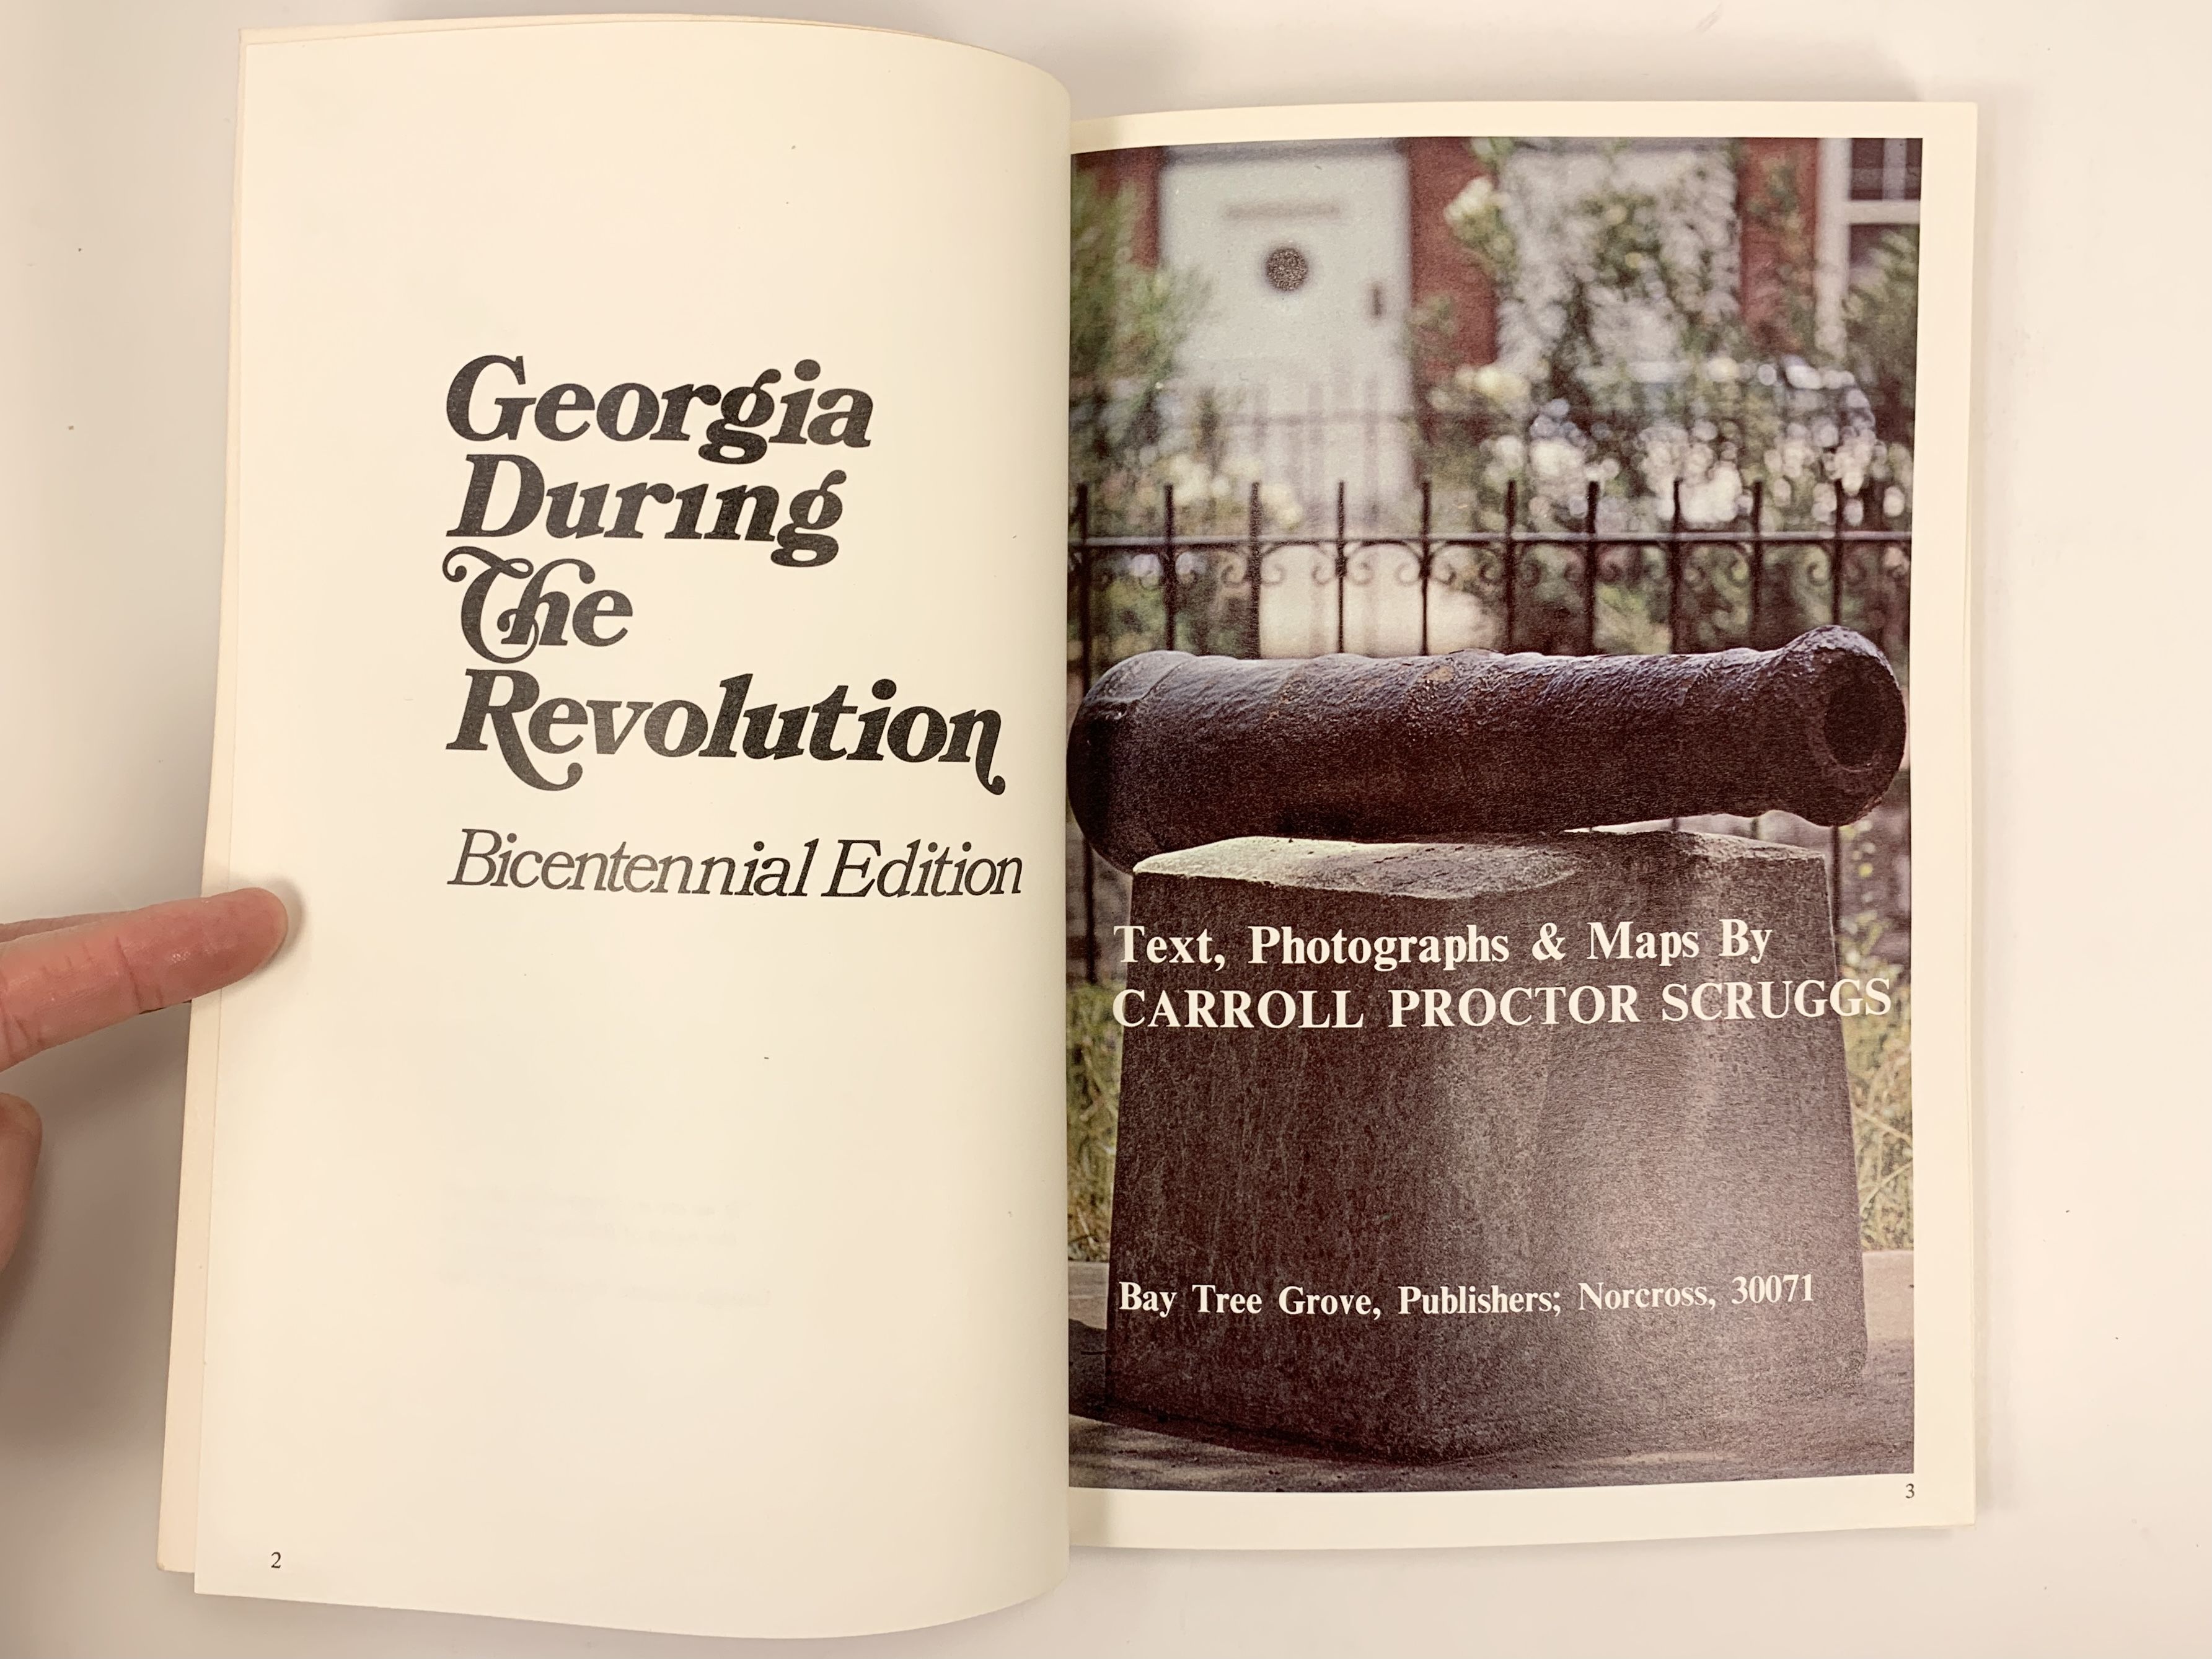 Georgia
During
The
Revolution
Bicentennial Edition
2
Text, Photographs & Maps By
CARROLL PROCTOR SCRUGGS
Bay Tree Grove, Publishers; Norcross, 30071
3